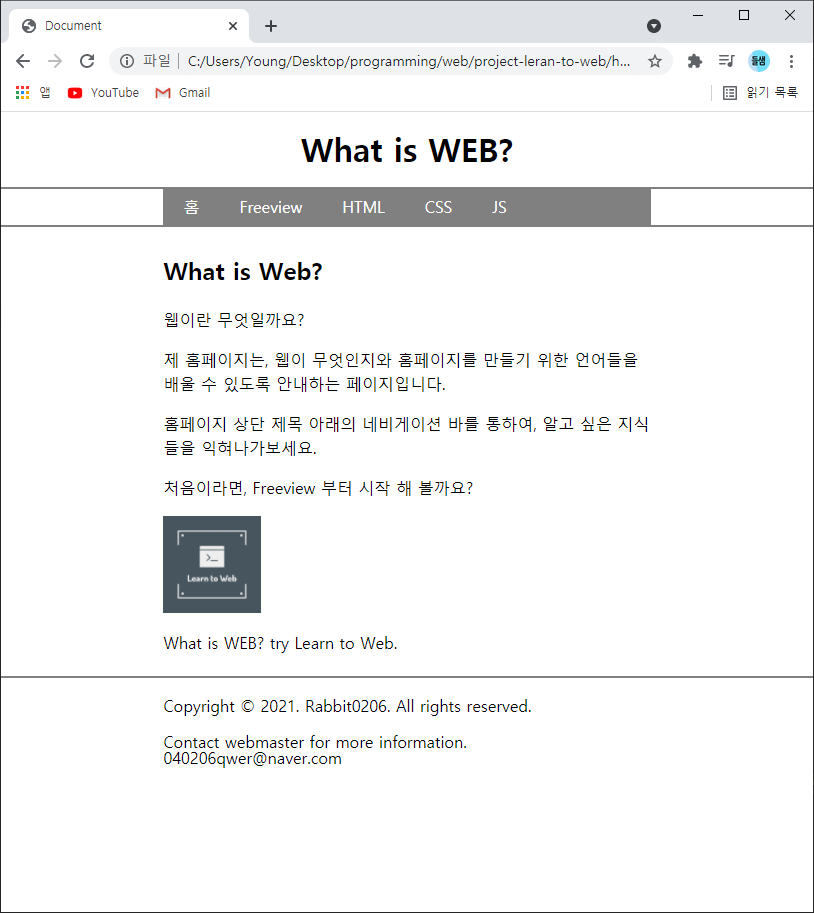 Document
파일
C:/Users/Young/Desktop/programming/web/project-leran-to-web/h...
들샘
앱
YouTube
Gmail
읽기 목록
What is WEB?
홈 Freeview HTML CSS JS
What is Web?
웹이란 무엇일까요?
제 홈페이지는, 웹이 무엇인지와 홈페이지를 만들기 위한 언어들을
배울 수 있도록 안내하는 페이지입니다.
홈페이지 상단 제목 아래의 네비게이션 바를 통하여, 알고 싶은 지식
들을 익혀나가보세요.
처음이라면, Freeview 부터 시작 해 볼까요?
Learn to Web
What is WEB? try Learn to Web.
Copyright © 2021. Rabbit0206. All rights reserved.
Contact webmaster for more information.
040206qwer@naver.com